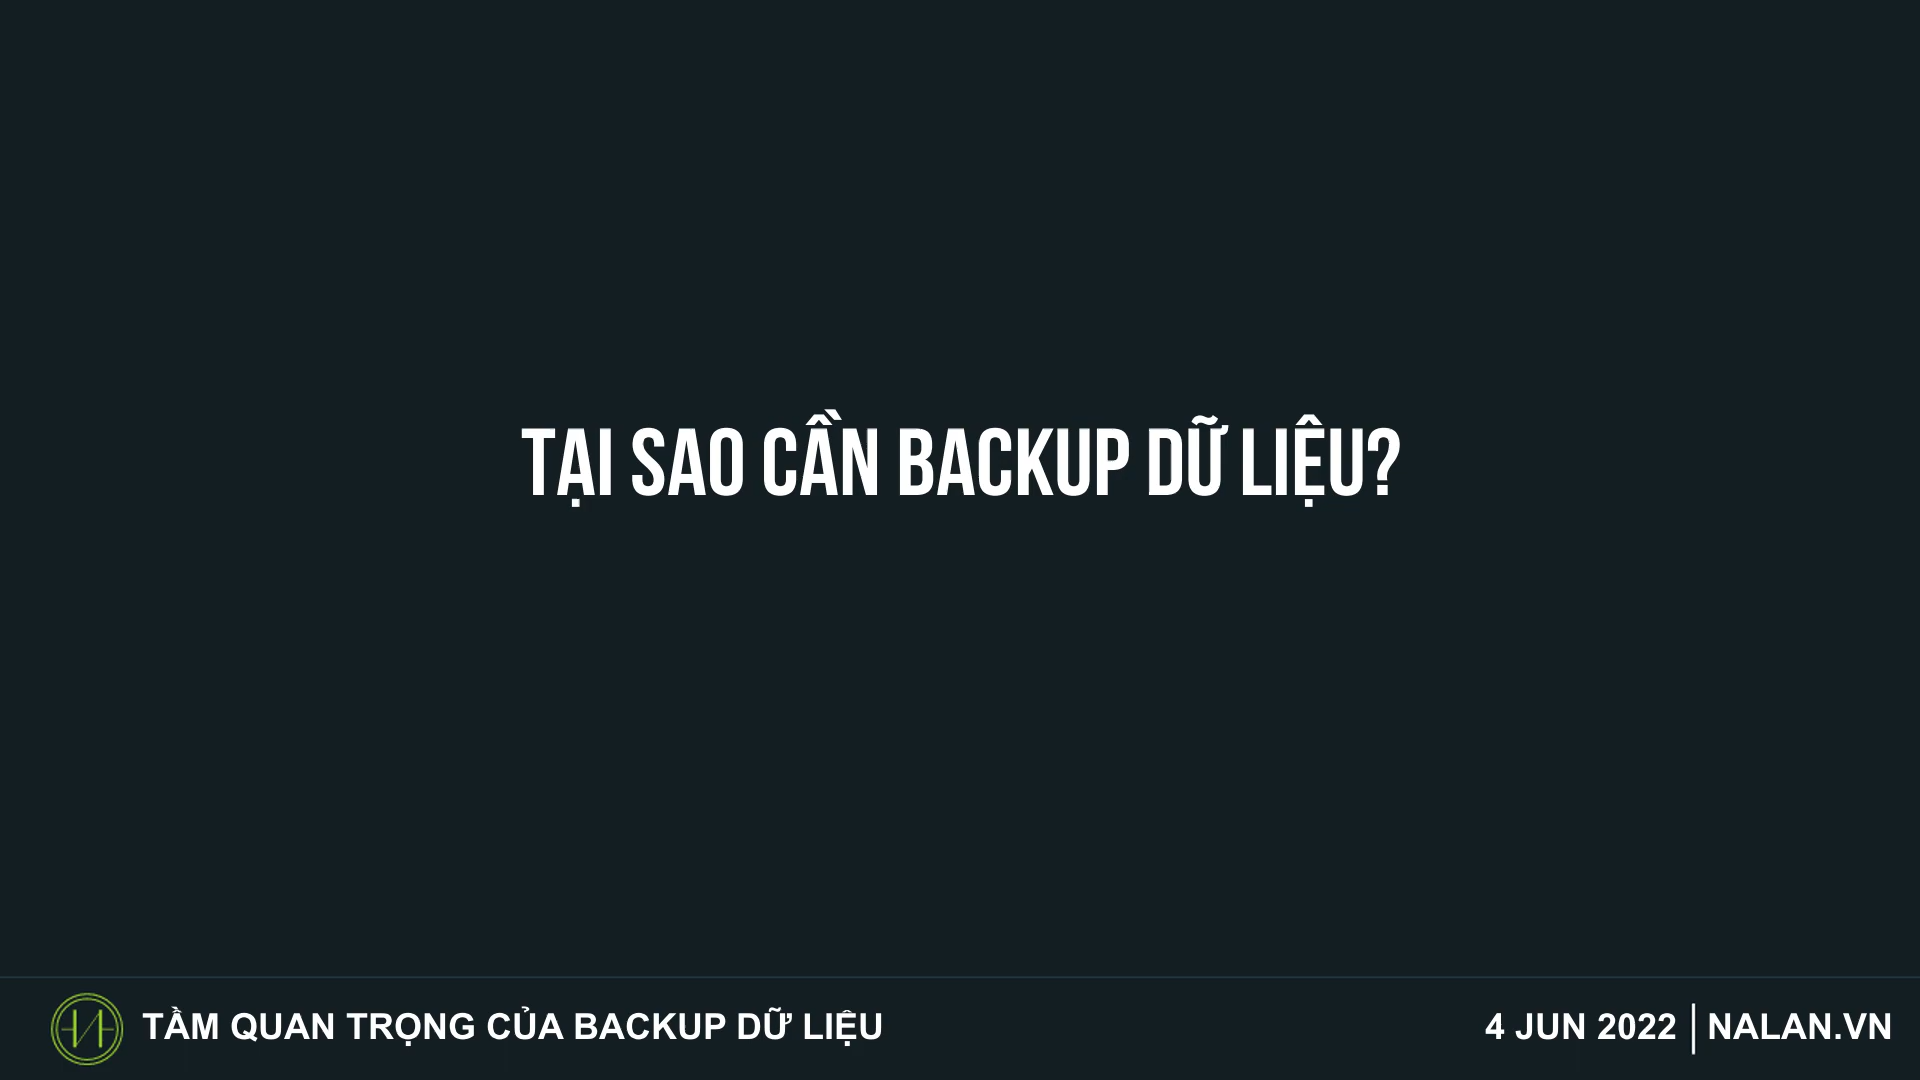 TẠI SAO CẦN BACKUP DỮ LIỆU?
TẦM QUAN TRỌNG CỦA BACKUP DỮ LIỆU
4 JUN 2022 | NALAN.VN